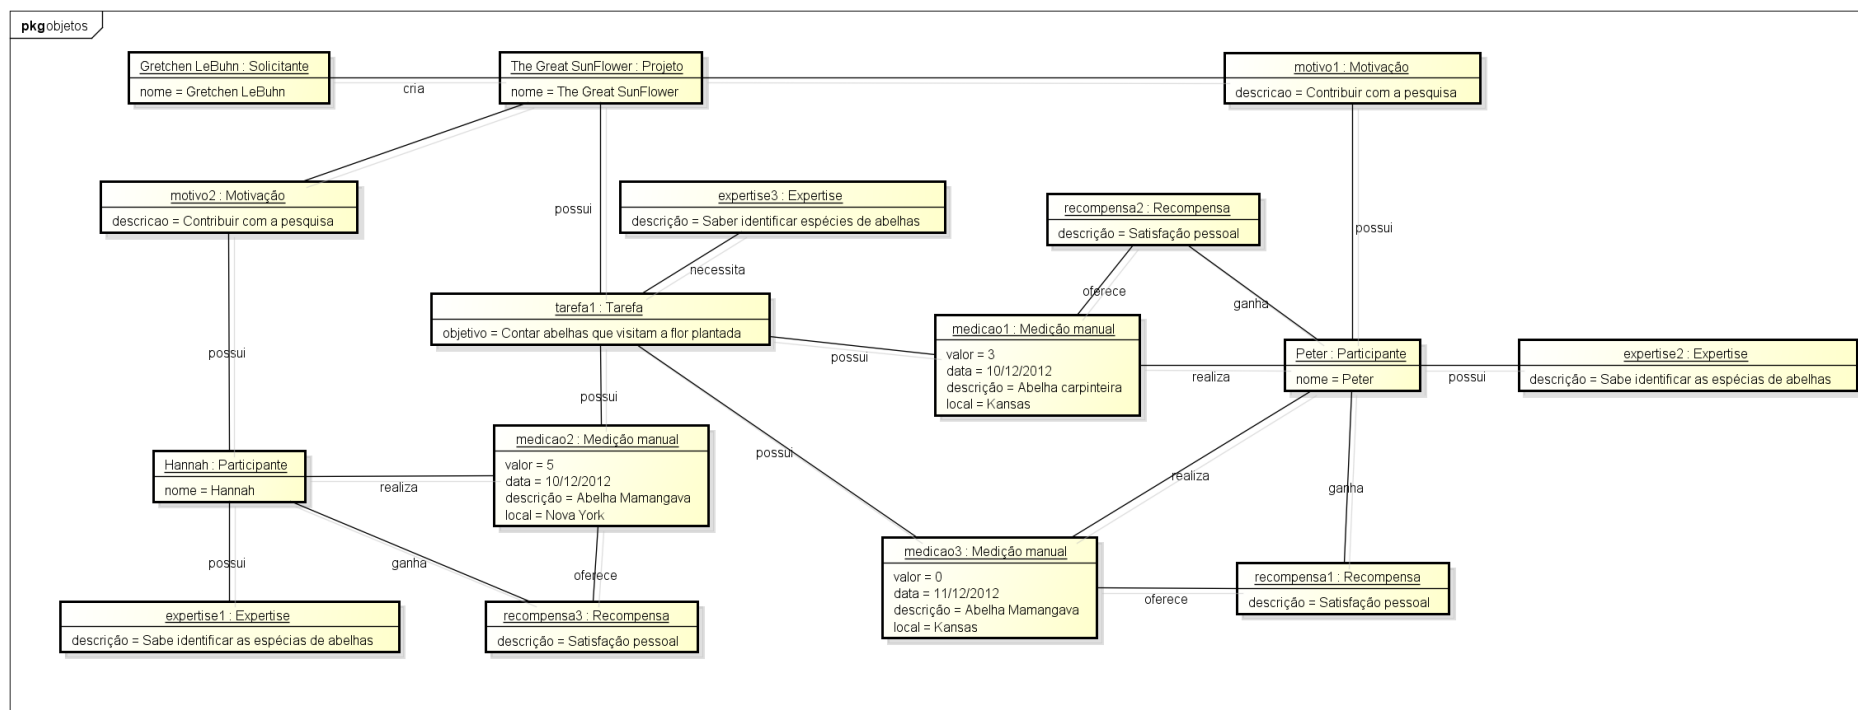 pkg objetos
Gretchen LeBuhn : Solicitante
nome = Gretchen LeBuhn
cria
The Great SunFlower : Projeto
nome = The Great SunFlower
motivo1 : Motivação
descricao = Contribuir com a pesquisa
motivo2 : Motivação
descricao = Contribuir com a pesquisa
possui
expertise3 : Expertise
descrição = Saber identificar espécies de abelhas
necessita
recompensa2 : Recompensa
descrição = Satisfação pessoal
possui
oferece
ganha
tarefa1 : Tarefa
objetivo = Contar abelhas que visitam a flor plantada
possui
medicao1 : Medição manual
valor = 3
data = 10/12/2012
descrição = Abelha carpinteira
local = Kansas
realiza
Peter : Participante
nome = Peter
possui
expertise2 : Expertise
descrição = Sabe identificar as espécias de abelhas
possui
possui
possui
Hannah : Participante
nome = Hannah
realiza
medicao2 : Medição manual
valor = 5
data = 10/12/2012
descrição = Abelha Mamangava
local = Nova York
realiza
ganha
possui
ganha
oferece
medicao3 : Medição manual
valor = 0
data = 11/12/2012
descrição = Abelha Mamangava
local = Kansas
oferece
recompensa1 : Recompensa
descrição = Satisfação pessoal
expertise1 : Expertise
descrição = Sabe identificar as espécias de abelhas
recompensa3 : Recompensa
descrição = Satisfação pessoal